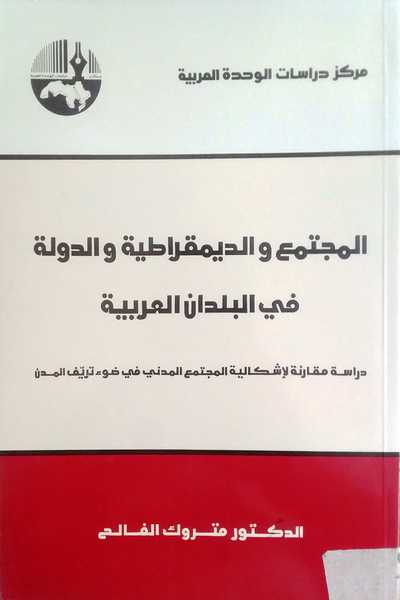 مركز دراسات الوحدة العربية
المجتمع و الديمقراطية و الدولة
في البلدان العربية
دراسة مقارنة لإشكالية المجتمع المدني في ضوء تريّف المدن
الدكتور متروك الفالح